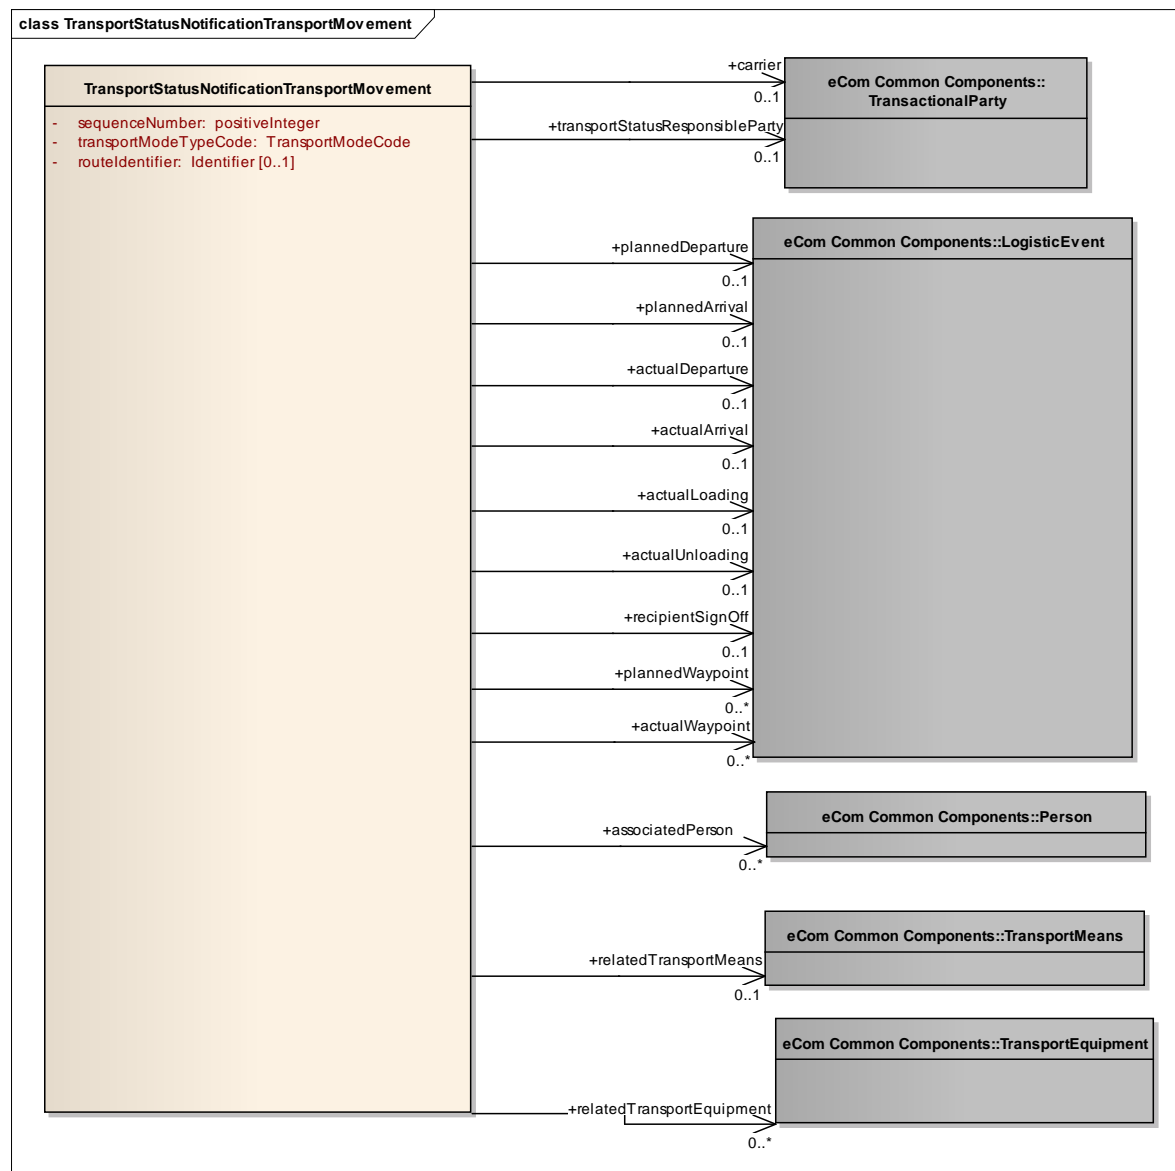 class TransportStatusNotificationTransportMovement
TransportStatusNotificationTransportMovement
- sequenceNumber: positiveInteger
- transportModeTypeCode: TransportModeCode
- routeIdentifier: Identifier [0..1]
+carrier
0..1
+transportStatusResponsibleParty
0..1
eCom Common Components::
TransactionalParty
+plannedDeparture
0..1
+plannedArrival
0..1
+actualDeparture
0..1
+actualArrival
0..1
+actualLoading
0..1
+actualUnloading
0..1
+recipientSignOff
0..1
+plannedWaypoint
0..*
+actualWaypoint
0..*
eCom Common Components::LogisticEvent
+associatedPerson
0..*
eCom Common Components::Person
+relatedTransportMeans
0..1
eCom Common Components::TransportMeans
+relatedTransportEquipment
0..*
eCom Common Components::TransportEquipment